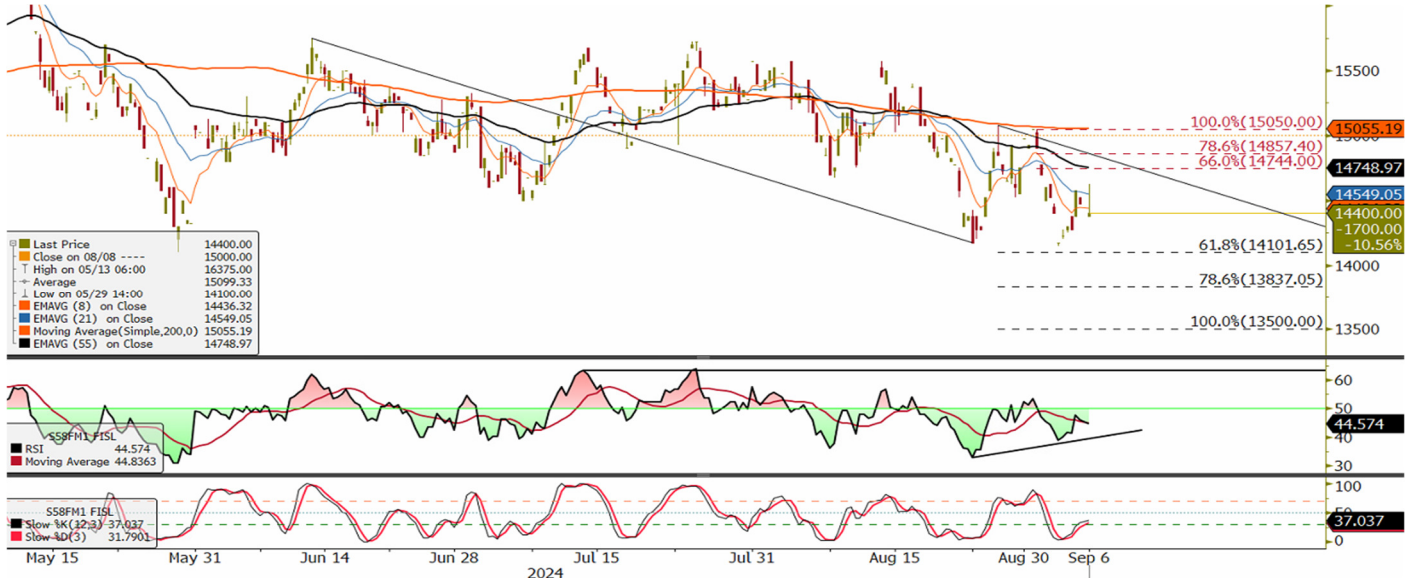 15500
15000
14000
13500
100.0%(15050.00)
78.6%(14857.40)
66.0%(14744.00)
61.8%(14101.65)
78.6%(13837.05)
100.0%(13500.00)
15055.19
14748.97
14549.05
14400.00
-1700.00
-10.56%
Last Price 14400.00
Close on 08/08 ---- 15000.00
High on 05/13 06:00 16375.00
Average 15099.33
Low on 05/29 14:00 14100.00
EMAVG (8) on Close 14436.32
EMAVG (21) on Close 14549.05
Moving Average(Simple,200,0) 15055.19
EMAVG (55) on Close 14748.97
60
50
40
30
44.574
S58FM1 FISL
RSI 44.574
Moving Average 44.8363
100
50
0
37.037
S58FM1 FISL
Slow %K(12,3) 37.037
Slow %D(3) 31.7901
May 15 May 31 Jun 14 Jun 28 Jul 15 Jul 31 Aug 15 Aug 30 Sep 6
2024